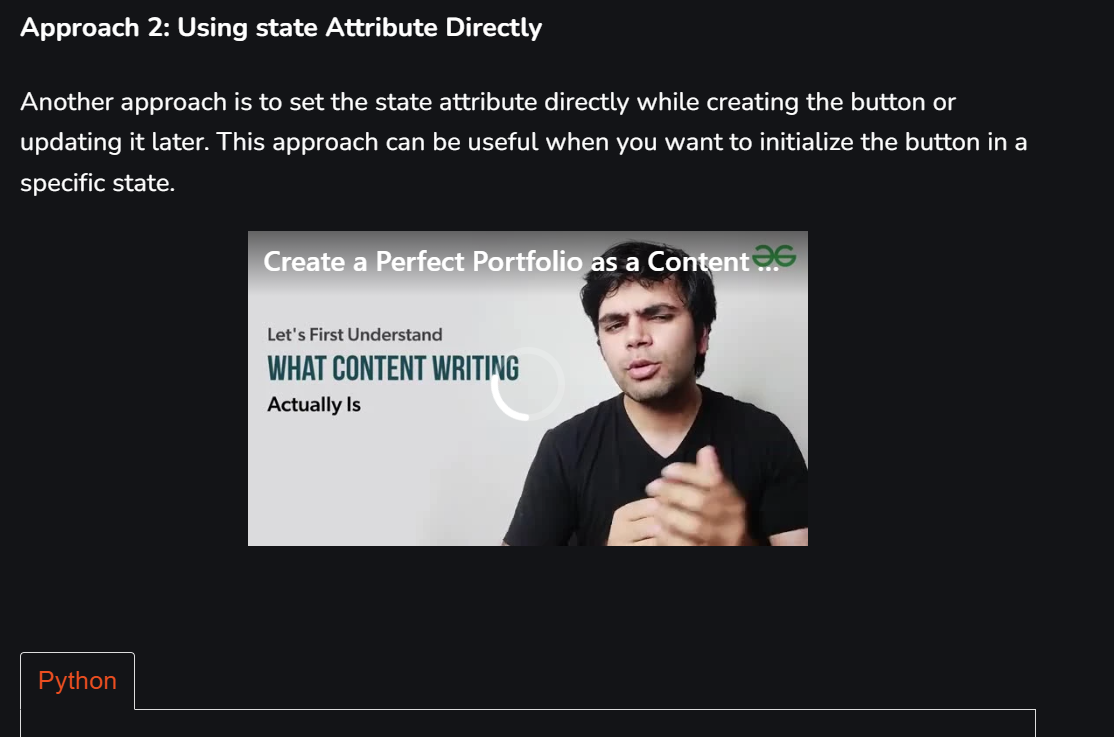 Approach 2: Using state Attribute Directly
Another approach is to set the state attribute directly while creating the button or
updating it later. This approach can be useful when you want to initialize the button in a
specific state.
Create a Perfect Portfolio as a Content ...
Let's First Understand
WHAT CONTENT WRITING
Actually Is
Python